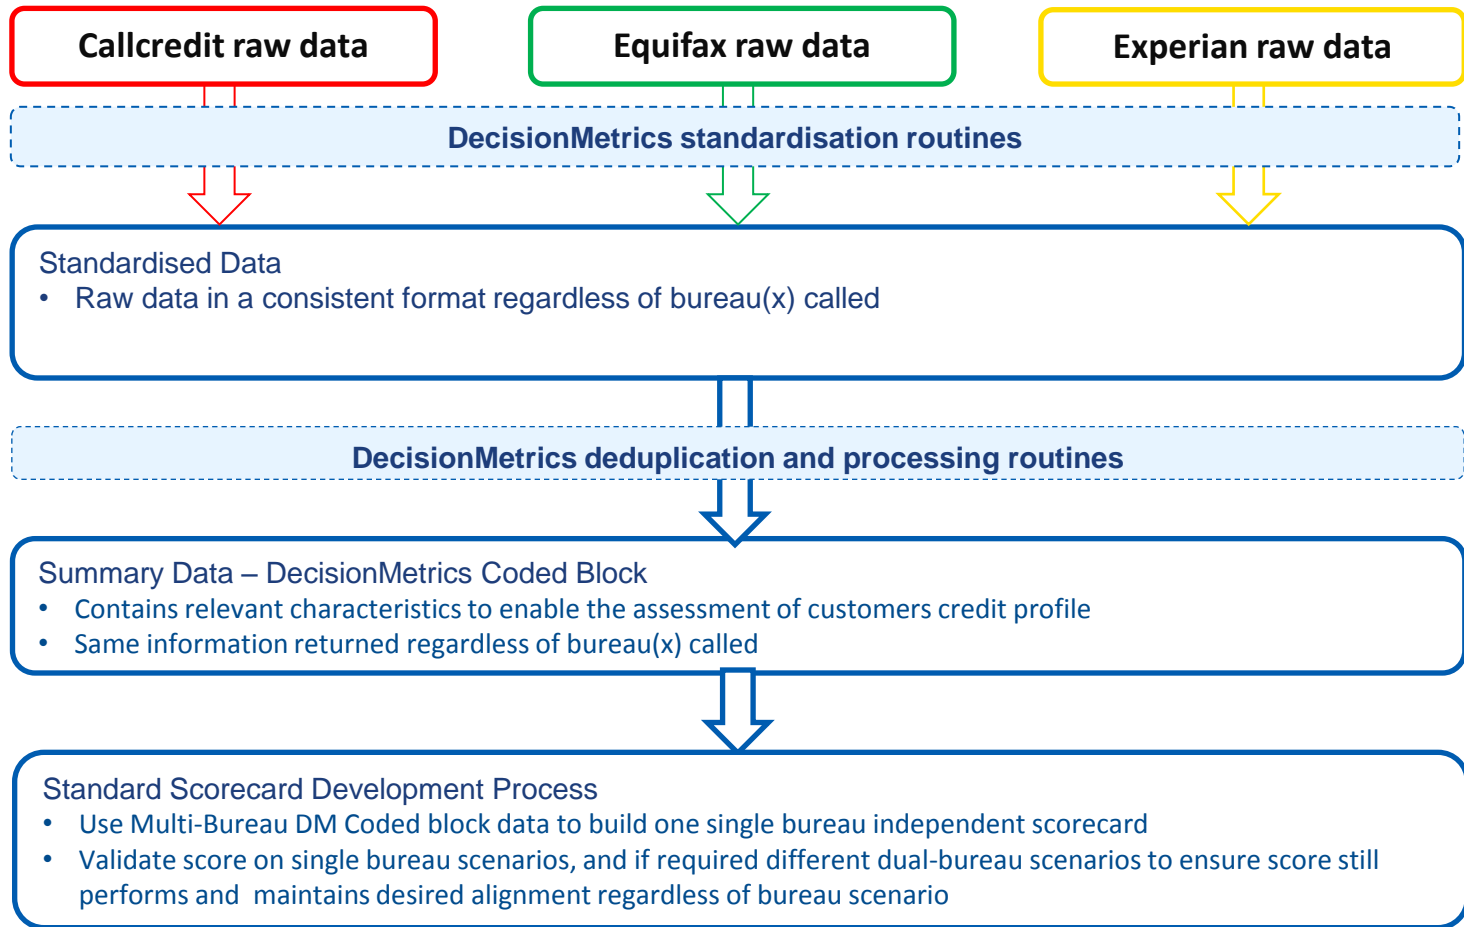 Callcredit raw data
Equifax raw data
Experian raw data
DecisionMetrics standardisation routines
Standardised Data
• Raw data in a consistent format regardless of bureau(x) called
DecisionMetrics deduplication and processing routines
Summary Data – DecisionMetrics Coded Block
• Contains relevant characteristics to enable the assessment of customers credit profile
• Same information returned regardless of bureau(x) called
Standard Scorecard Development Process
• Use Multi-Bureau DM Coded block data to build one single bureau independent scorecard
• Validate score on single bureau scenarios, and if required different dual-bureau scenarios to ensure score still
performs and maintains desired alignment regardless of bureau scenario